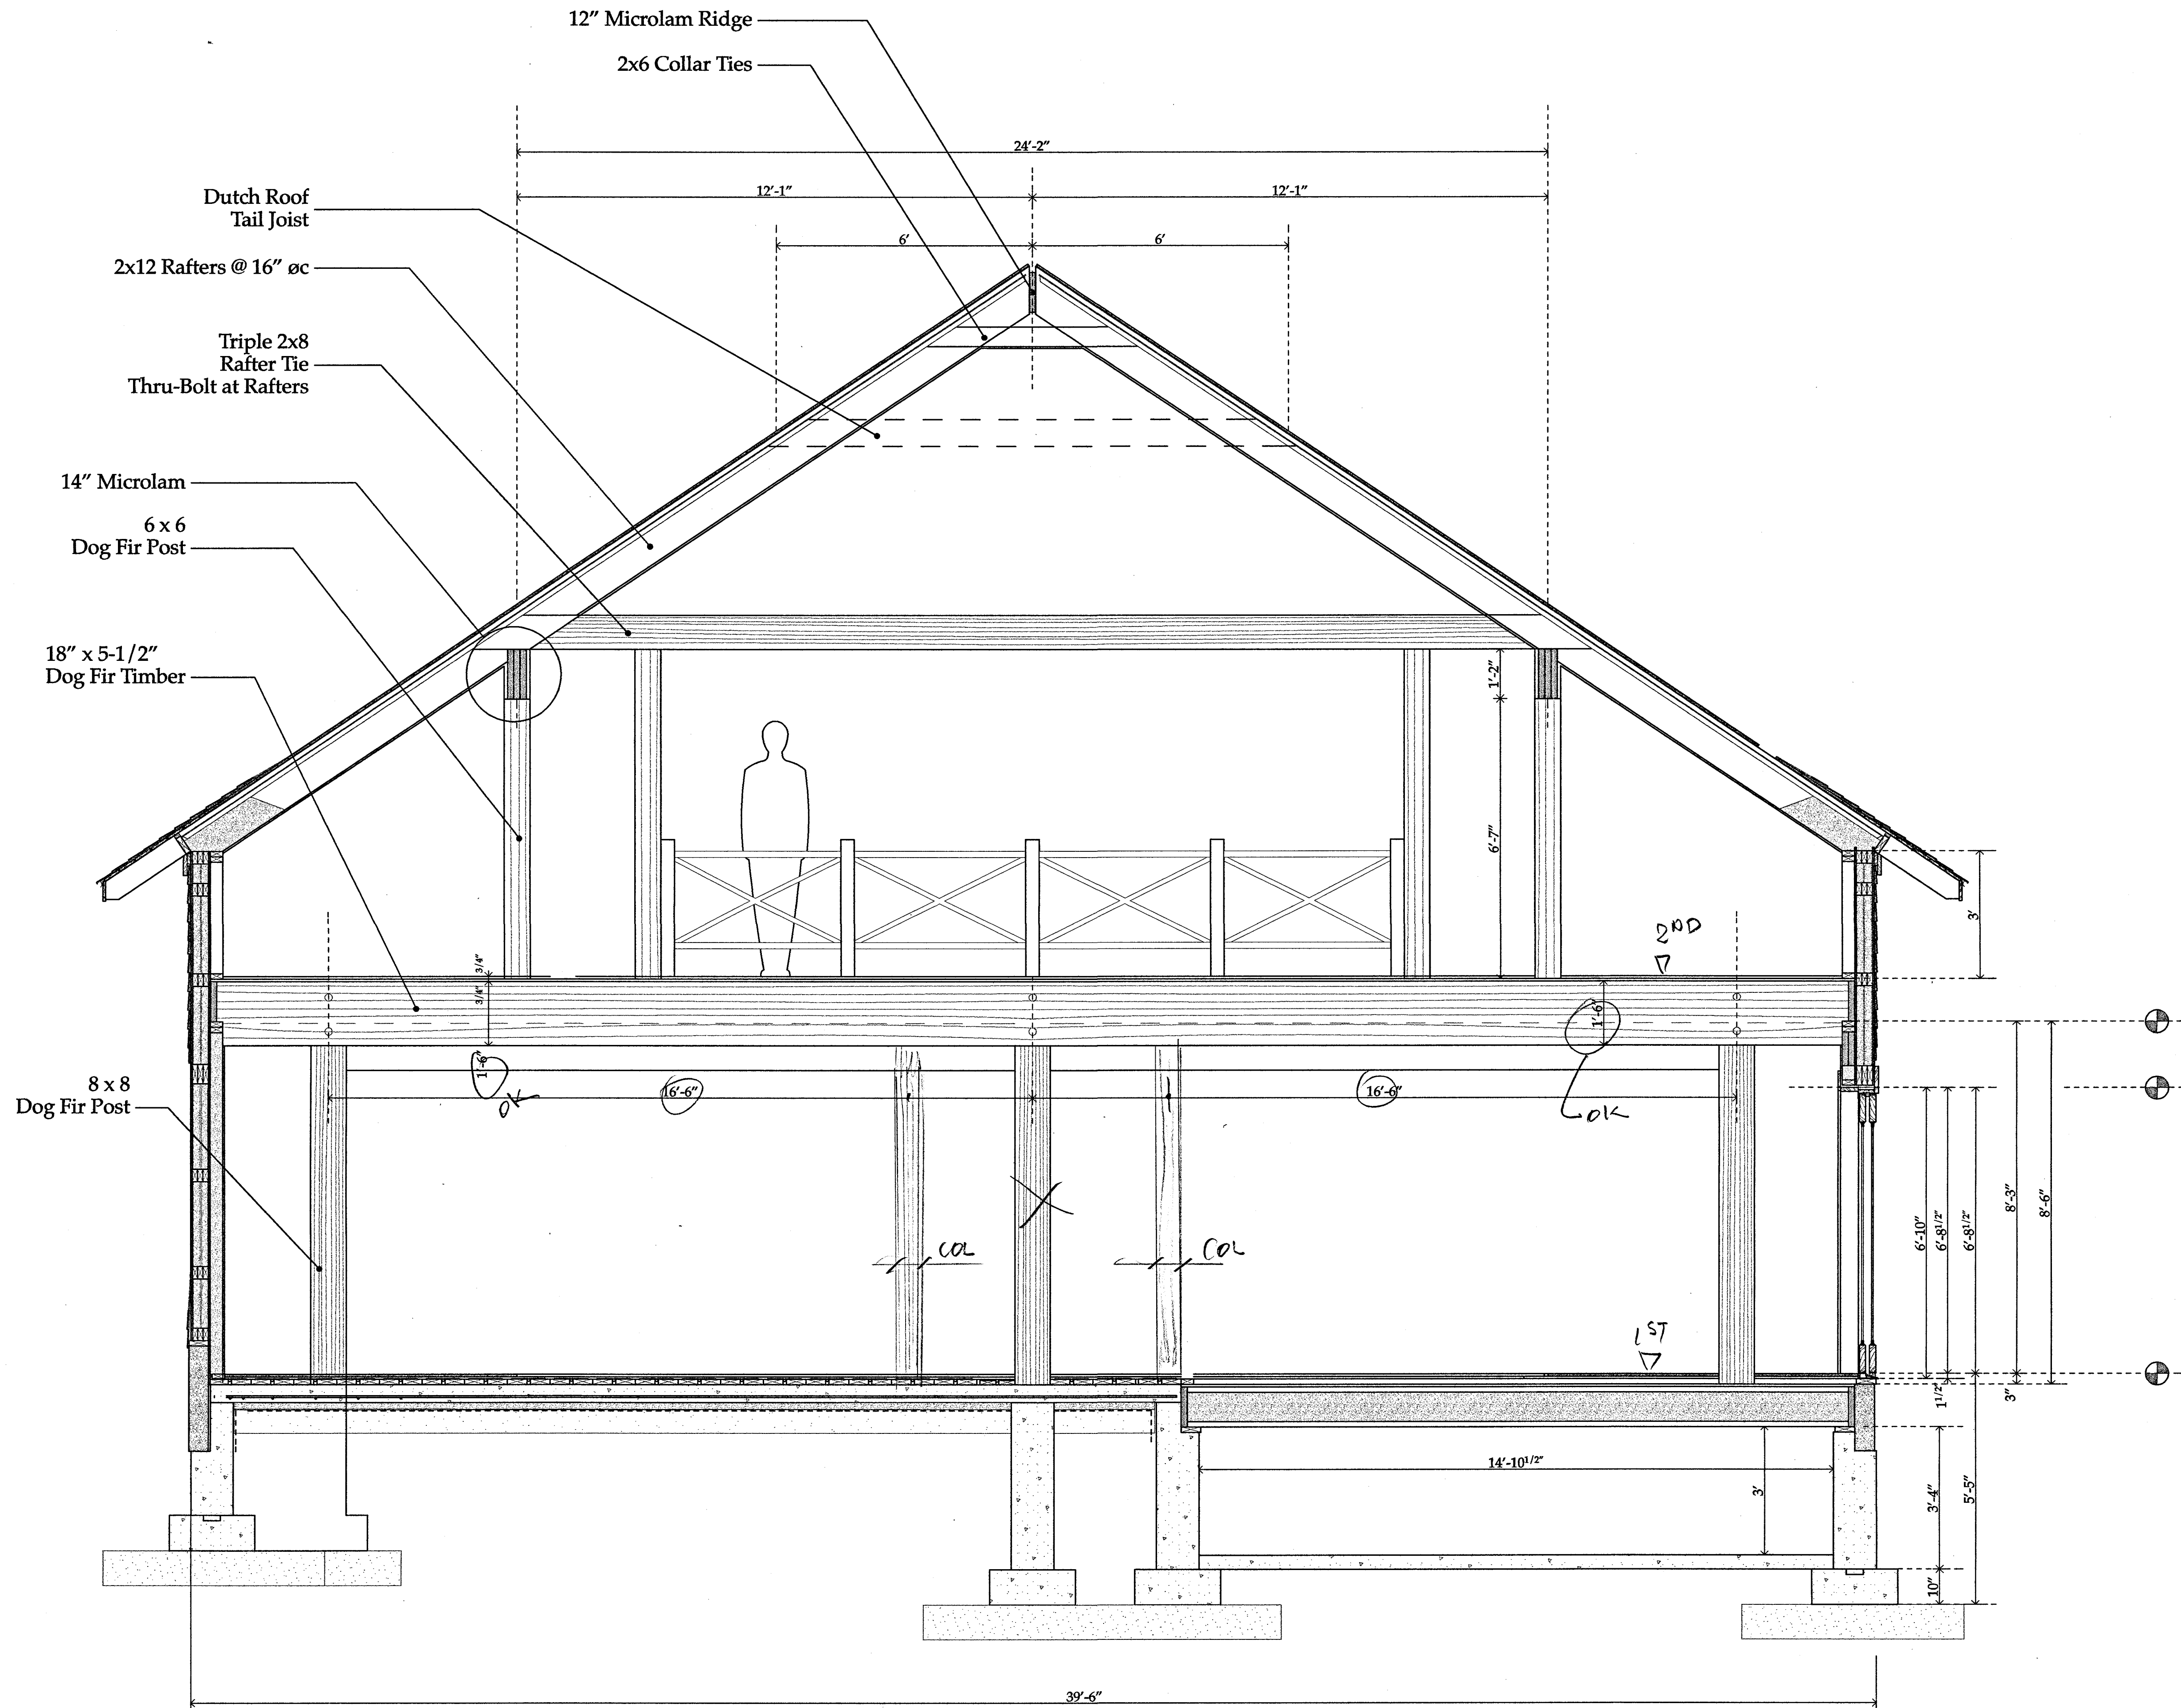 12" Microlam Ridge
2x6 Collar Ties
24'-2"
12'-1"
12'-1"
Dutch Roof
Tail Joist
6'
6'
2x12 Rafters @ 16" øc
Triple 2x8
Rafter Tie
Thru-Bolt at Rafters
14" Microlam
6 x 6
Dog Fir Post
18" x 5-1/2"
Dog Fir Timber
1'-2"
6'-7"
3'
2ND
3/4"
3/4"
1'-6"
1'-6"
OK
OK
8 x 8
Dog Fir Post
16'-6"
16'-6"
COL
COL
6'-10"
6'-8 1/2"
6'-8 1/2"
8'-3"
8'-6"
1ST
1 1/2"
3"
14'-10 1/2"
3'
3'-4"
5'-5"
10"
39'-6"